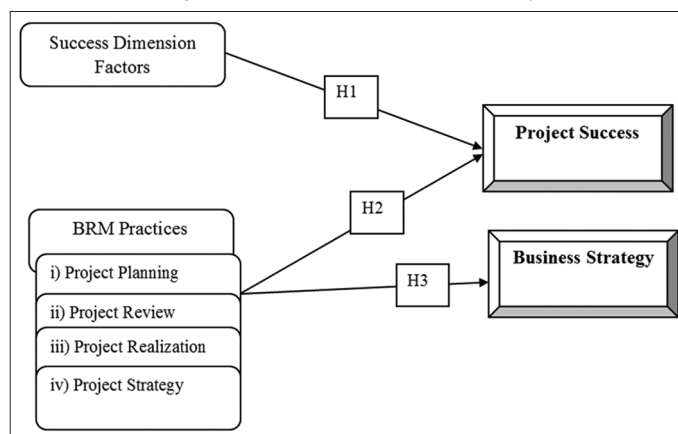 Success Dimension
Factors
H1
Project Success
H2
BRM Practices
Business Strategy
i) Project Planning
H3
ii) Project Review
iii) Project Realization
iv) Project Strategy